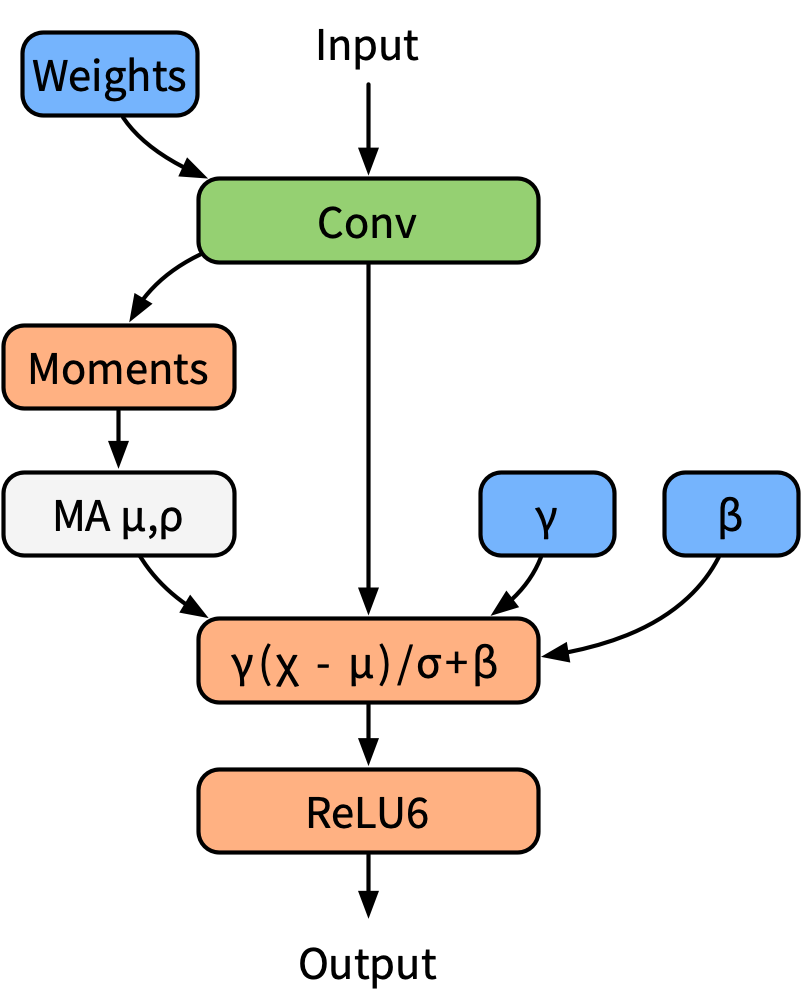 Weights
Input
Conv
Moments
MA μ,ρ
γ
β
γ(χ - μ)/σ+β
ReLU6
Output